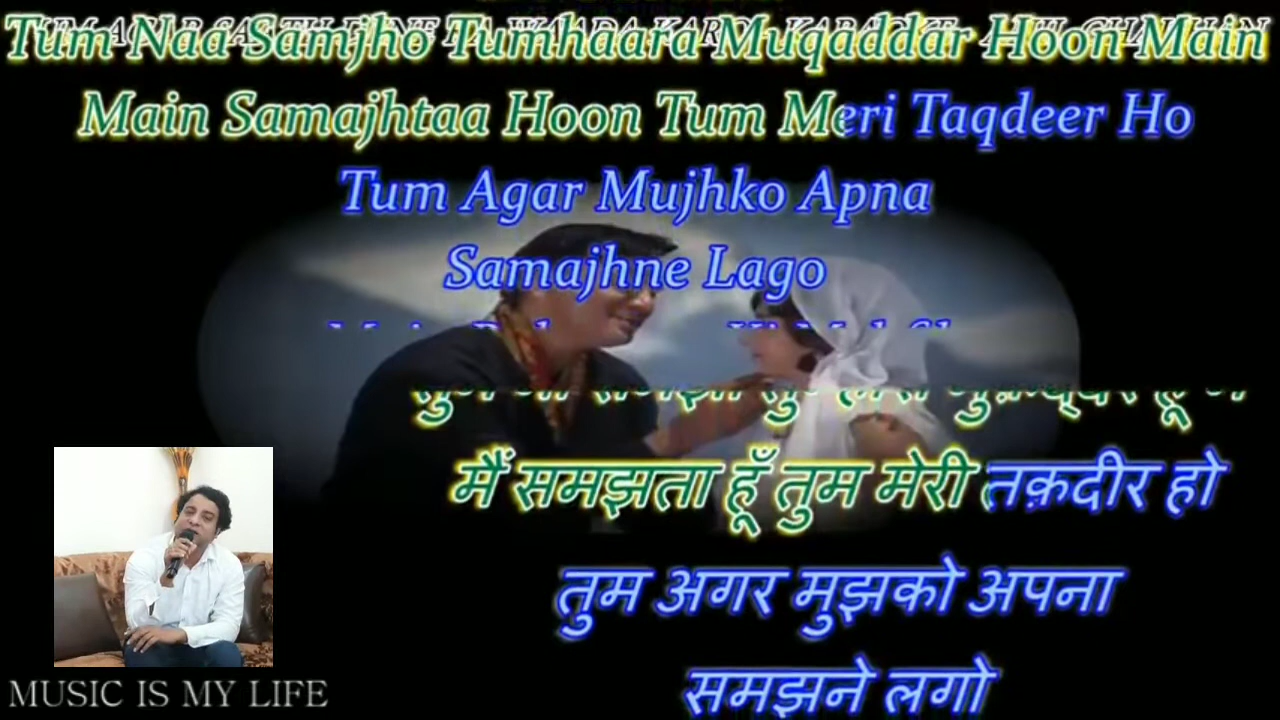 Tum Naa Samjho Tumhaara Muqaddar Hoon Main
Main Samajhtaa Hoon Tum Meri Taqdeer Ho
Tum Agar Mujhko Apna
Samajhne Lago
मैं समझता हूँ तुम मेरी तक़दीर हो
तुम अगर मुझको अपना
समझने लगो
MUSIC IS MY LIFE